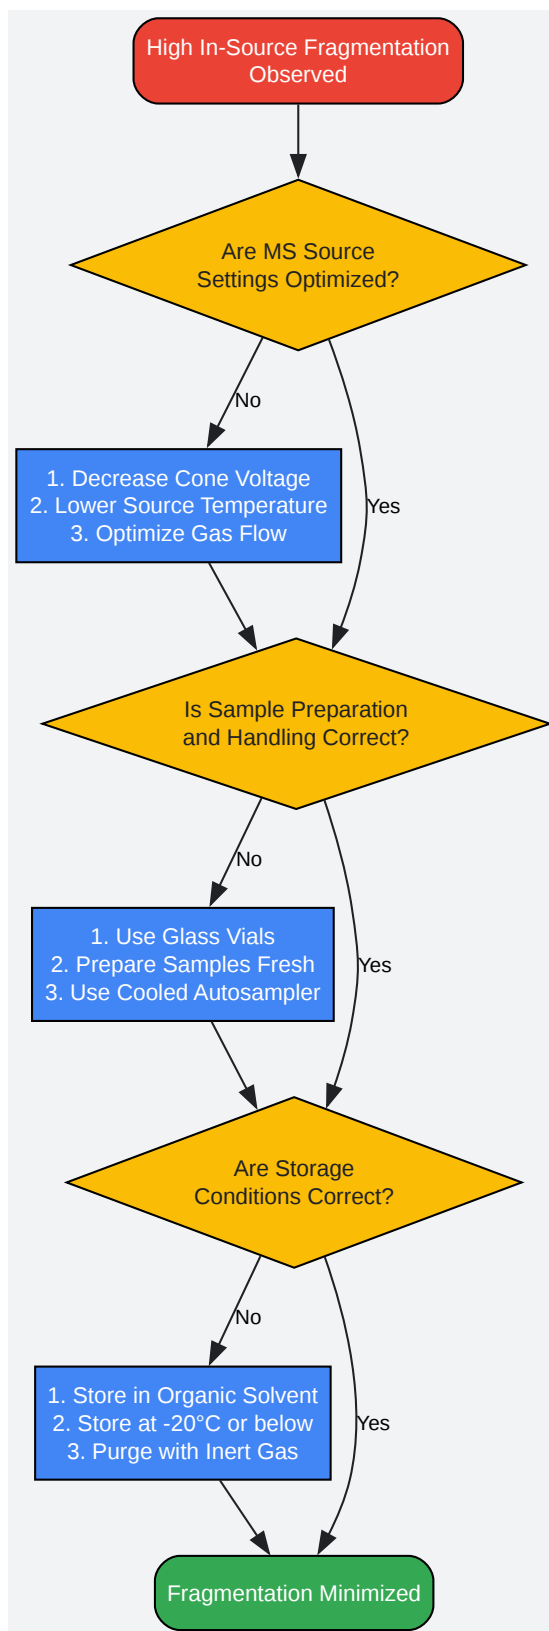 High In-Source Fragmentation
Observed
Are MS Source
Settings Optimized?
No
Yes
1. Decrease Cone Voltage
2. Lower Source Temperature
3. Optimize Gas Flow
Is Sample Preparation
and Handling Correct?
No
Yes
1. Use Glass Vials
2. Prepare Samples Fresh
3. Use Cooled Autosampler
Are Storage
Conditions Correct?
No
Yes
1. Store in Organic Solvent
2. Store at -20°C or below
3. Purge with Inert Gas
Fragmentation Minimized